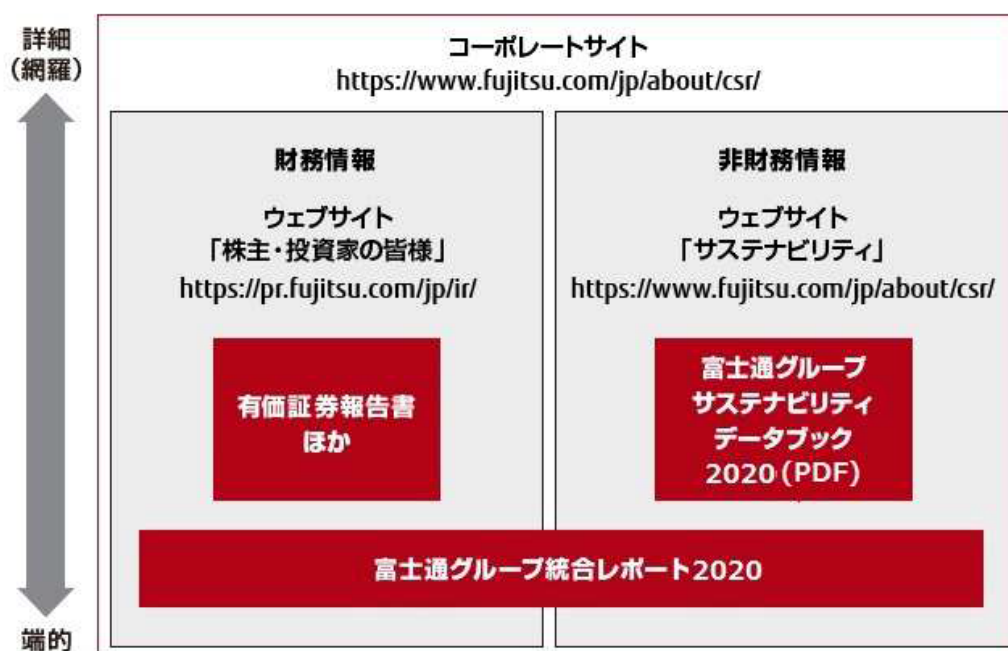 詳細
(網羅)
コーポレートサイト
https://www.fujitsu.com/jp/about/csr/
財務情報
ウェブサイト
「株主・投資家の皆様」
https://pr.fujitsu.com/jp/ir/
有価証券報告書
ほか
非財務情報
ウェブサイト
「サステナビリティ」
https://www.fujitsu.com/jp/about/csr/
富士通グループ
サステナビリティ
データブック
2020(PDF)
富士通グループ統合レポート2020
端的